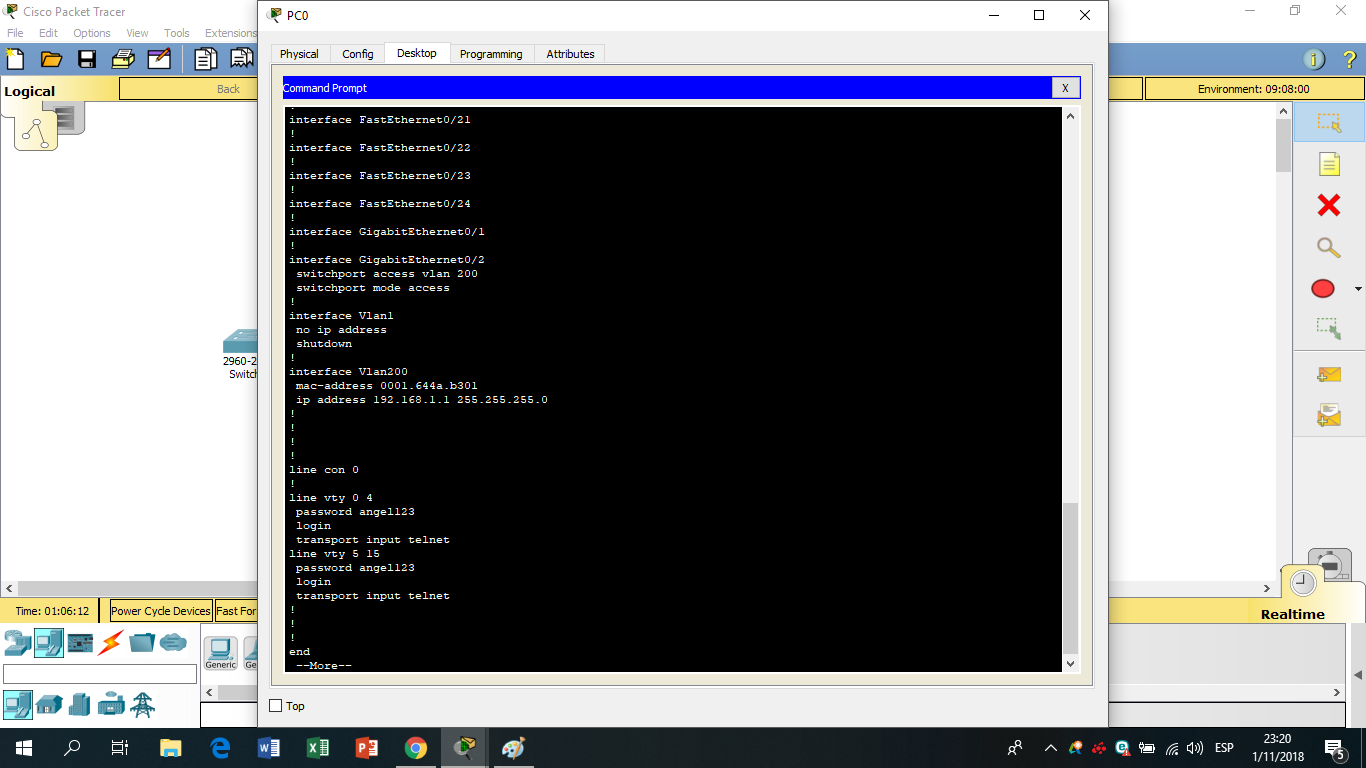 Cisco Packet Tracer
File Edit Options View Tools Extensions
Logical
Back
Environment: 09:08:00
PC0
Physical Config Desktop Programming Attributes
Command Prompt
X
!
interface FastEthernet0/21
!
interface FastEthernet0/22
!
interface FastEthernet0/23
!
interface FastEthernet0/24
!
interface GigabitEthernet0/1
!
interface GigabitEthernet0/2
switchport access vlan 200
switchport mode access
!
interface Vlan1
no ip address
shutdown
!
interface Vlan200
mac-address 0001.644a.b301
ip address 192.168.1.1 255.255.255.0
!
!
!
!
line con 0
!
line vty 0 4
password angel123
login
transport input telnet
line vty 5 15
password angel123
login
transport input telnet
!
!
!
end
--More--
Top
2960-2
Switch
Time: 01:06:12
Power Cycle Devices
Fast For
Realtime
Generic
Ge
ESP
23:20
1/11/2018
5